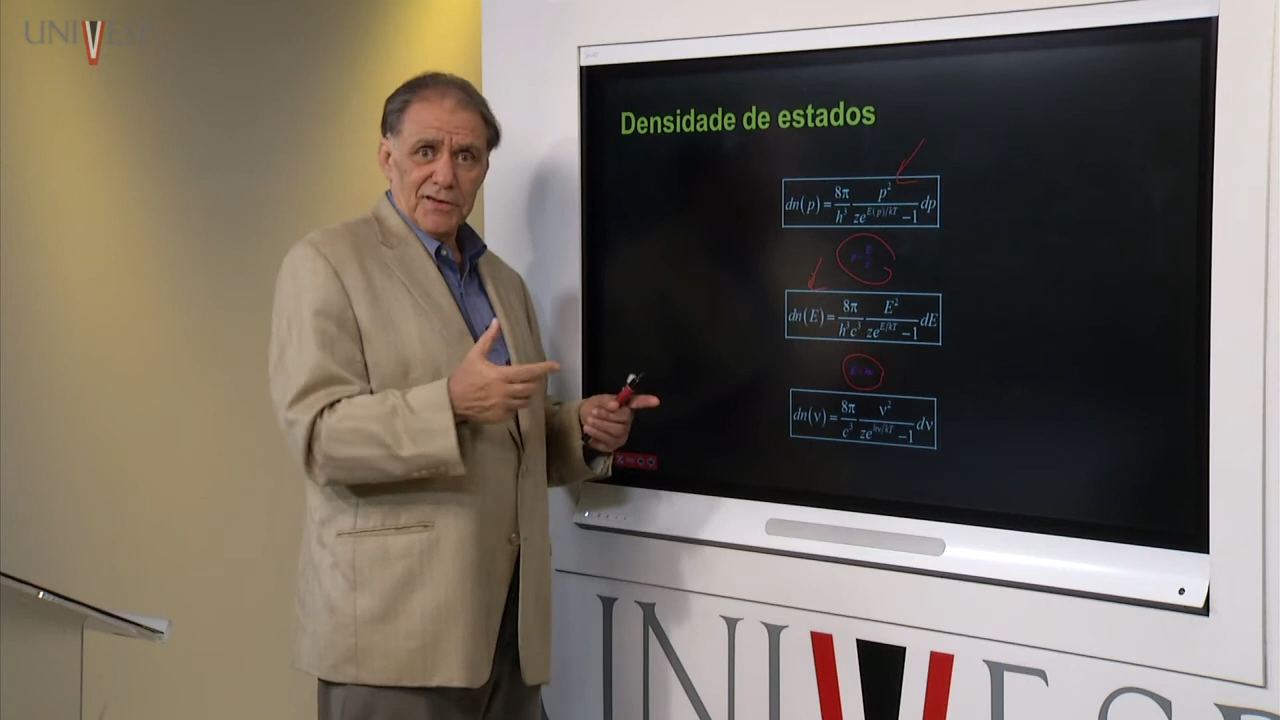 UNIVESP
Densidade de estados
dn(p) = 8π/h³ p²/(ze^{E(p)/kT} −1) dp
dn(E) = 8π/(h³c³) E²/(ze^{E/kT} −1) dE
dn(ν) = 8π/c³ ν²/(ze^{hν/kT} −1) dν
UNIVESP